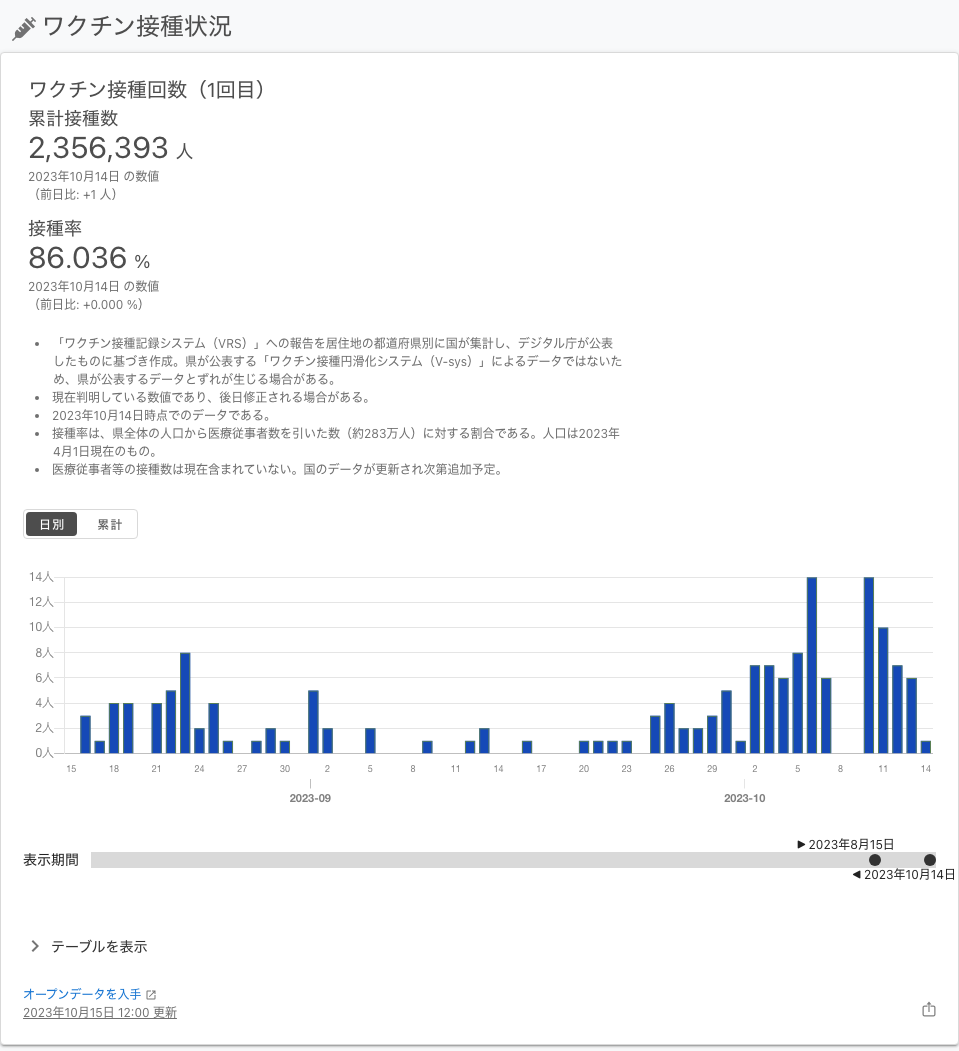 ワクチン接種状況
ワクチン接種回数（1回目）
累計接種数
2,356,393 人
2023年10月14日 の数値
（前日比: +1 人）
接種率
86.036 %
2023年10月14日 の数値
（前日比: +0.000 %）
• 「ワクチン接種記録システム（VRS）」への報告を居住地の都道府県別に国が集計し、デジタル庁が公表
したものに基づき作成。県が公表する「ワクチン接種円滑化システム（V-sys）」によるデータではないた
め、県が公表するデータとずれが生じる場合がある。
• 現在判明している数値であり、後日修正される場合がある。
• 2023年10月14日時点でのデータである。
• 接種率は、県全体の人口から医療従事者数を引いた数（約283万人）に対する割合である。人口は2023年
4月1日現在のもの。
• 医療従事者等の接種数は現在含まれていない。国のデータが更新され次第追加予定。
日別 累計
14人
12人
10人
8人
6人
4人
2人
0人
15 18 21 24 27 30 2 5 8 11 14 17 20 23 26 29 2 5 8 11 14
2023-09 2023-10
▶ 2023年8月15日
表示期間
◀ 2023年10月14日
テーブルを表示
オープンデータを入手
2023年10月15日 12:00 更新